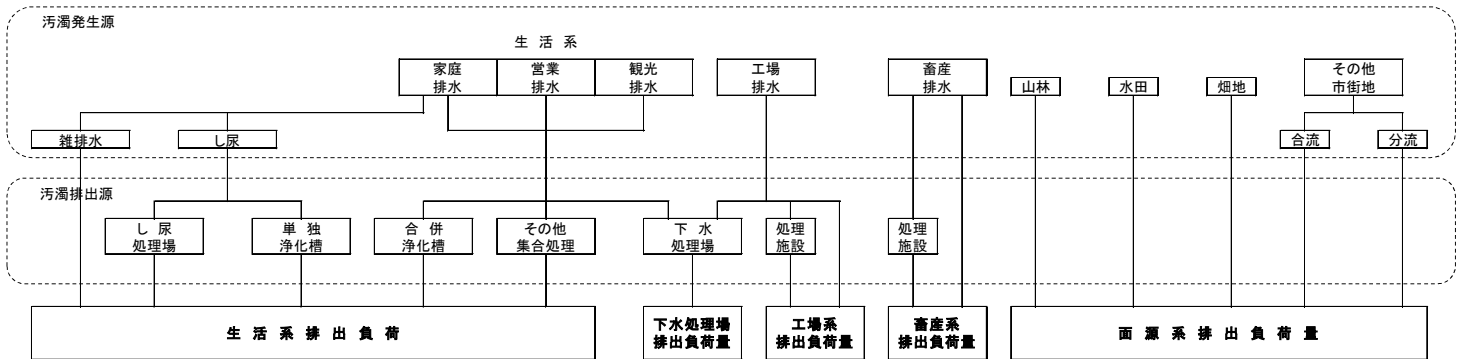 汚濁発生源
生 活 系
家庭
排水
営業
排水
観光
排水
工場
排水
畜産
排水
山林
水田
畑地
その他
市街地
雑排水
し尿
合流
分流
汚濁排出源
し 尿
処理場
単 独
浄化槽
合 併
浄化槽
その他
集合処理
下 水
処理場
処理
施設
処理
施設
生 活 系 排 出 負 荷
下水処理場
排出負荷量
工場系
排出負荷量
畜産系
排出負荷量
面 源 系 排 出 負 荷 量